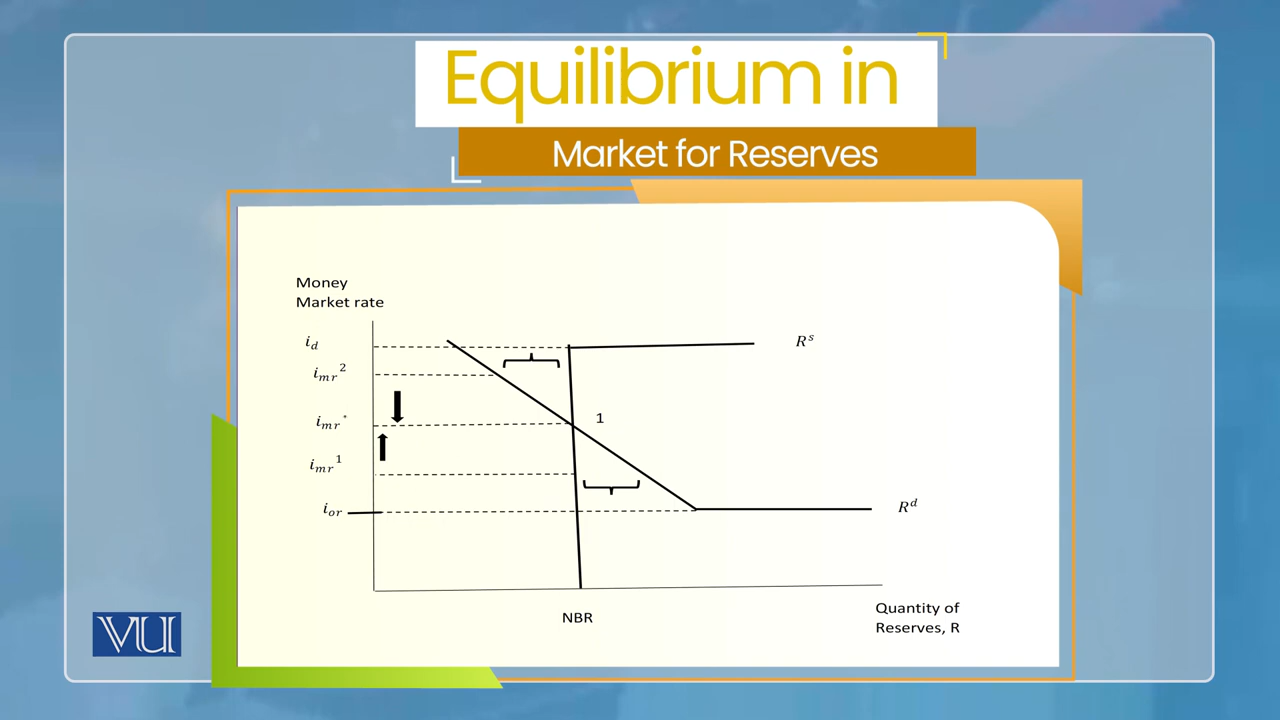 Equilibrium in
Market for Reserves
Money
Market rate
i_d
R^s
i_mr^2
i_mr^*
1
i_mr^1
i_or
R^d
NBR
Quantity of
Reserves, R
VU